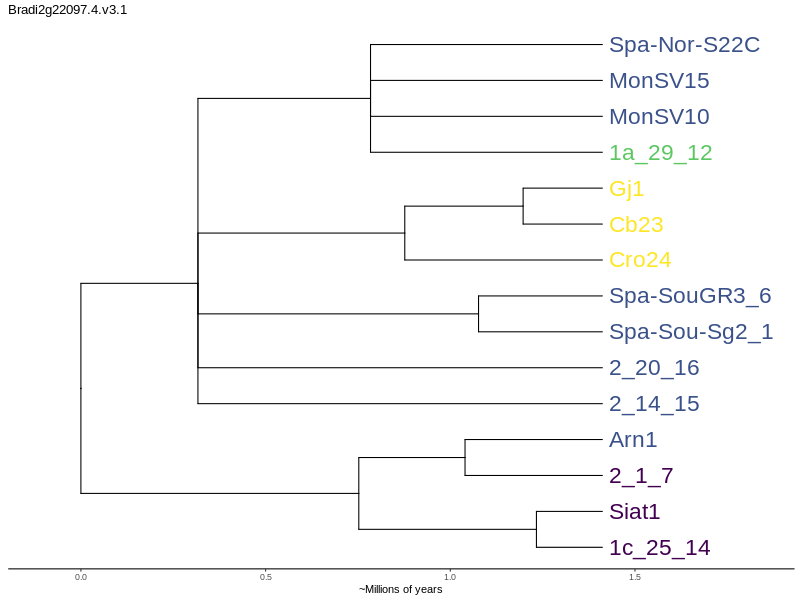 Bradi2g22097.4.v3.1
Spa-Nor-S22C
MonSV15
MonSV10
1a_29_12
Gj1
Cb23
Cro24
Spa-SouGR3_6
Spa-Sou-Sg2_1
2_20_16
2_14_15
Arn1
2_1_7
Siat1
1c_25_14
0.0 0.5 1.0 1.5
~Millions of years